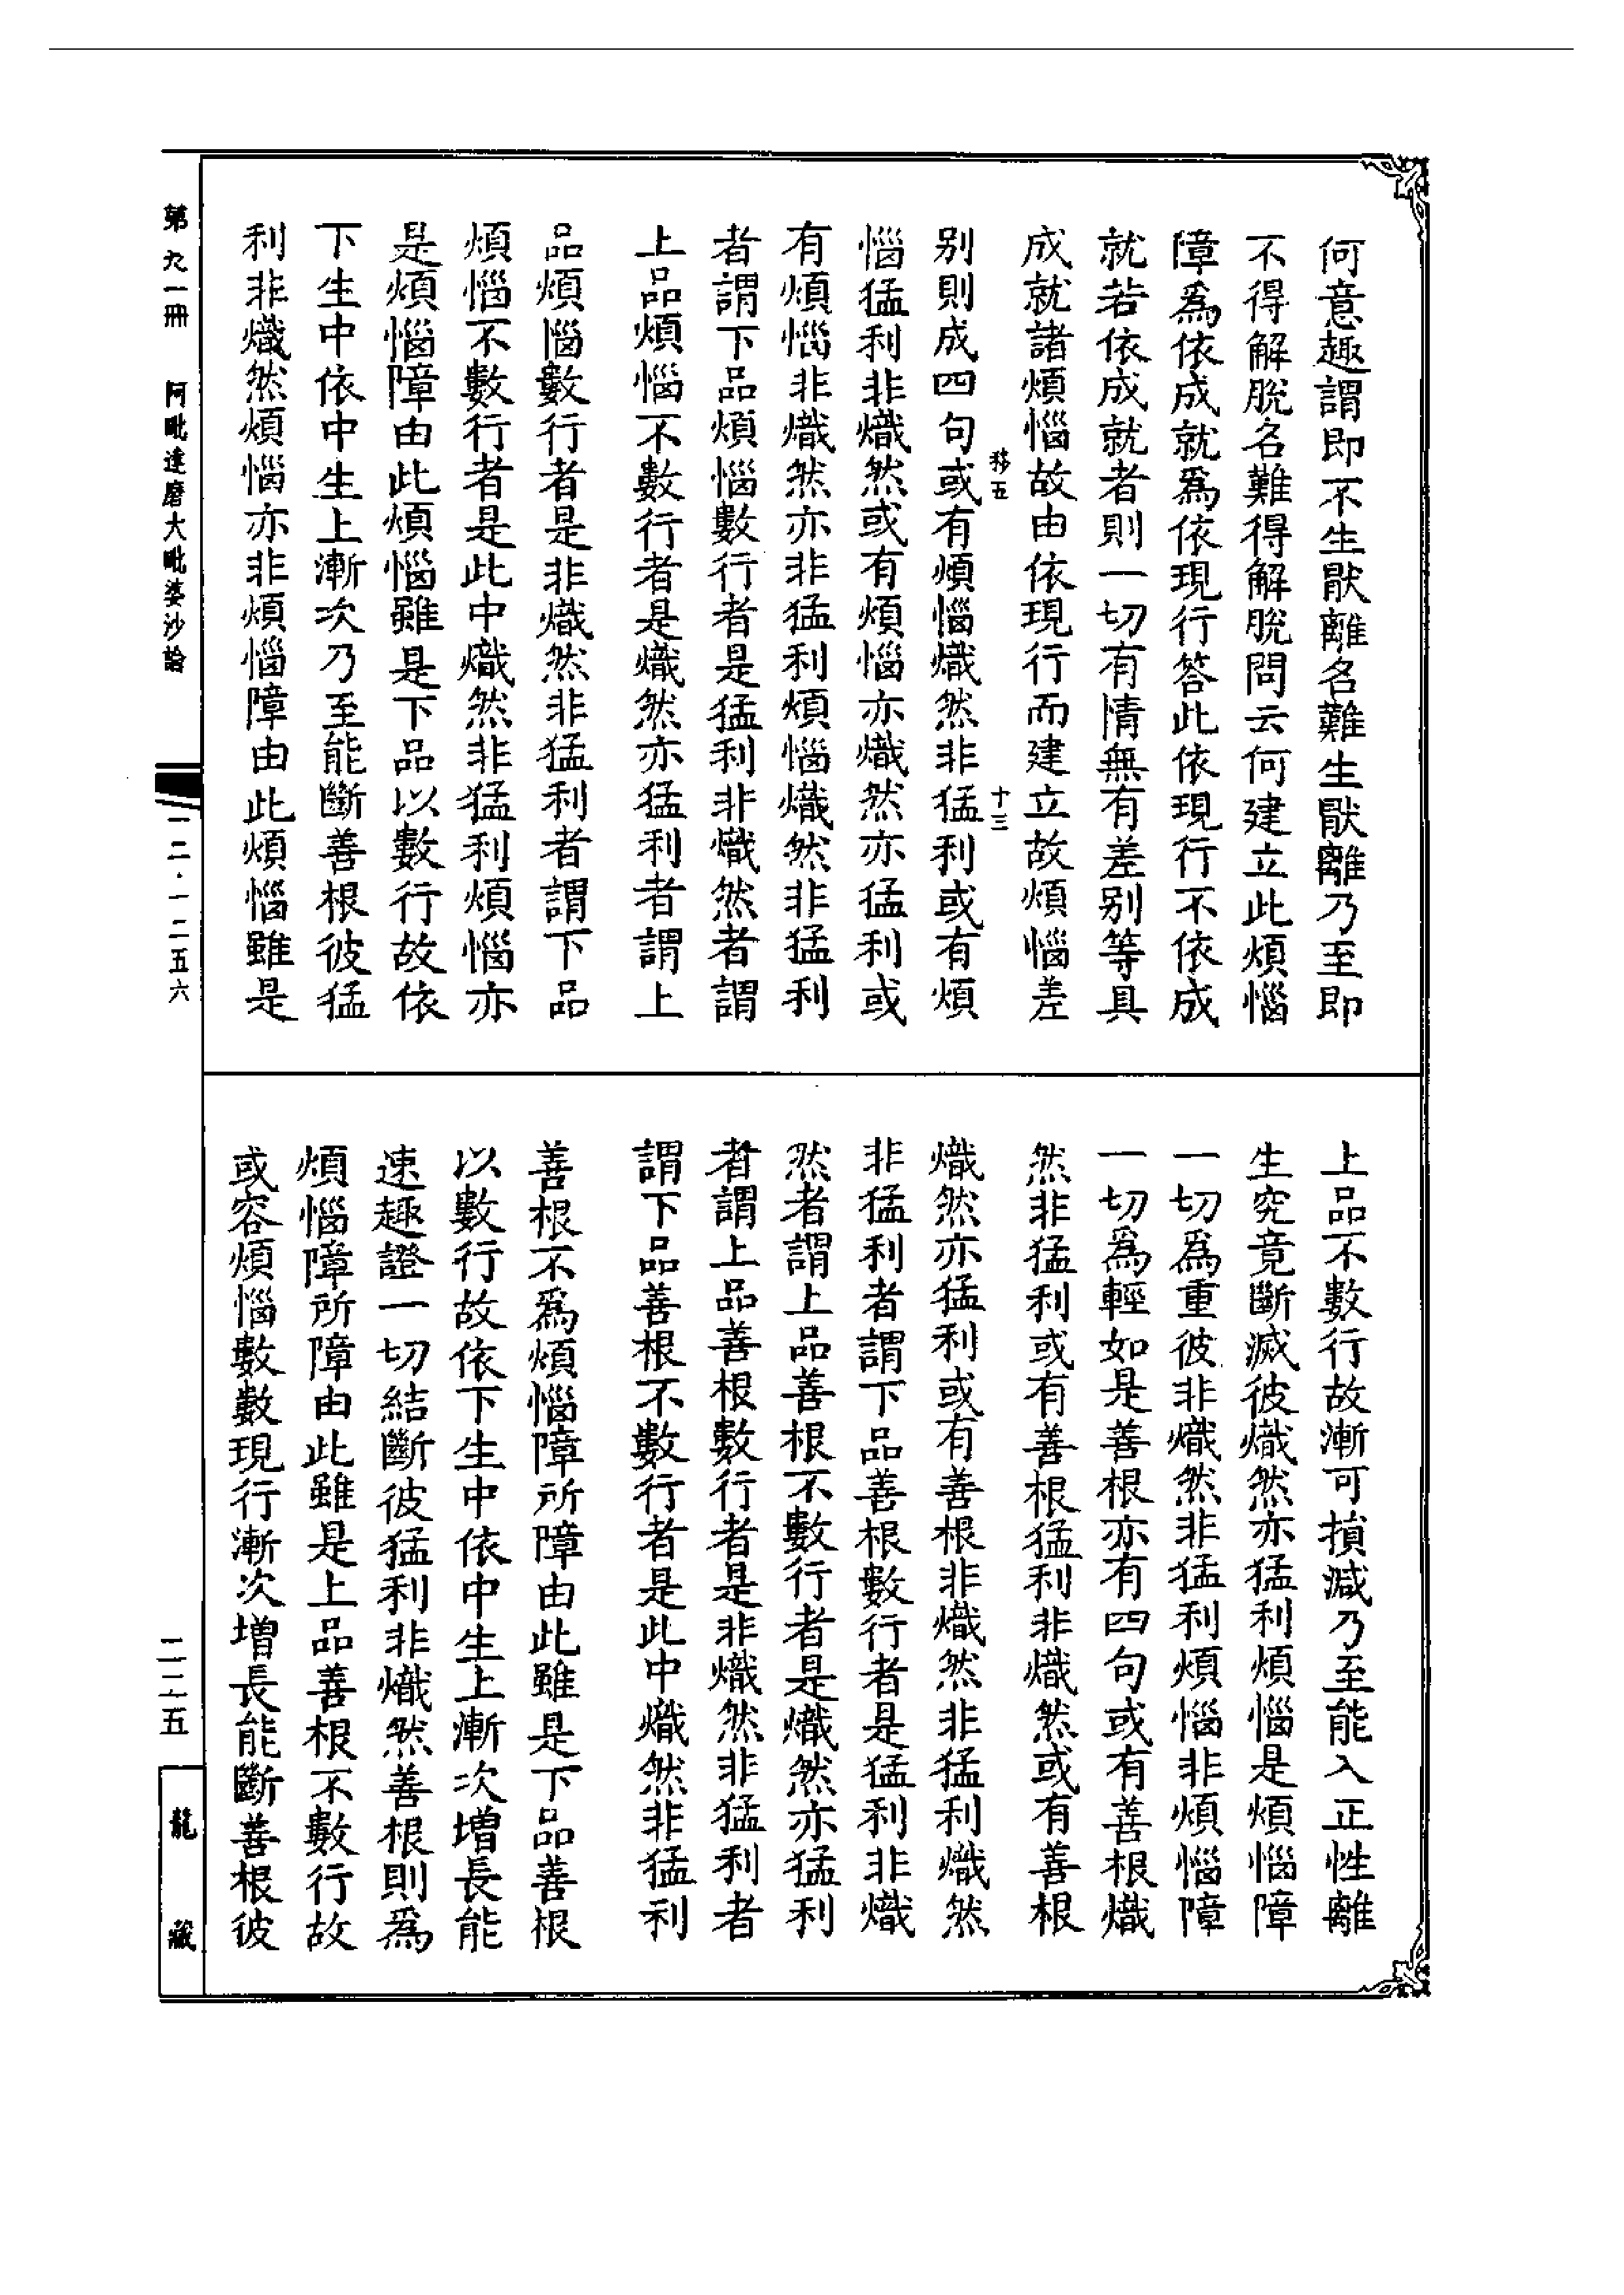 何意趣謂即不生猒離名難生猒離乃至即
不得解脫名難得解脫問云何建立此煩惱
障爲依成就爲依現行答此依現行不依成
就若依成就者則一切有情無有差别等具
成就諸煩惱故由依現行而建立故煩惱差
移五 十三
别則成四句或有煩惱熾然非猛利或有煩
惱猛利非熾然或有煩惱亦熾然亦猛利或
有煩惱非熾然亦非猛利煩惱熾然非猛利
者謂下品煩惱數行者是猛利非熾然者謂
上品煩惱不數行者是熾然亦猛利者謂上
品煩惱數行者是非熾然非猛利者謂下品
煩惱不數行者是此中熾然非猛利煩惱亦
是煩惱障由此煩惱雖是下品以數行故依
下生中依中生上漸次乃至能斷善根彼猛
利非熾然煩惱亦非煩惱障由此煩惱雖是
上品不數行故漸可損減乃至能入正性離
生究竟斷滅彼熾然亦猛利煩惱是煩惱障
一切爲重彼非熾然非猛利煩惱非煩惱障
一切爲輕如是善根亦有四句或有善根熾
然非猛利或有善根猛利非熾然或有善根
熾然亦猛利或有善根非熾然非猛利熾然
非猛利者謂下品善根數行者是猛利非熾
然者謂上品善根不數行者是熾然亦猛利
者謂上品善根數行者是非熾然非猛利者
謂下品善根不數行者是此中熾然非猛利
善根不爲煩惱障所障由此雖是下品善根
以數行故依下生中依中生上漸次增長能
速趣證一切結斷彼猛利非熾然善根則爲
煩惱障所障由此雖是上品善根不數行故
或容煩惱數數現行漸次增長能斷善根彼
第九一冊 阿毗達磨大毗婆沙論
一二·一二五六
二二五
龍藏